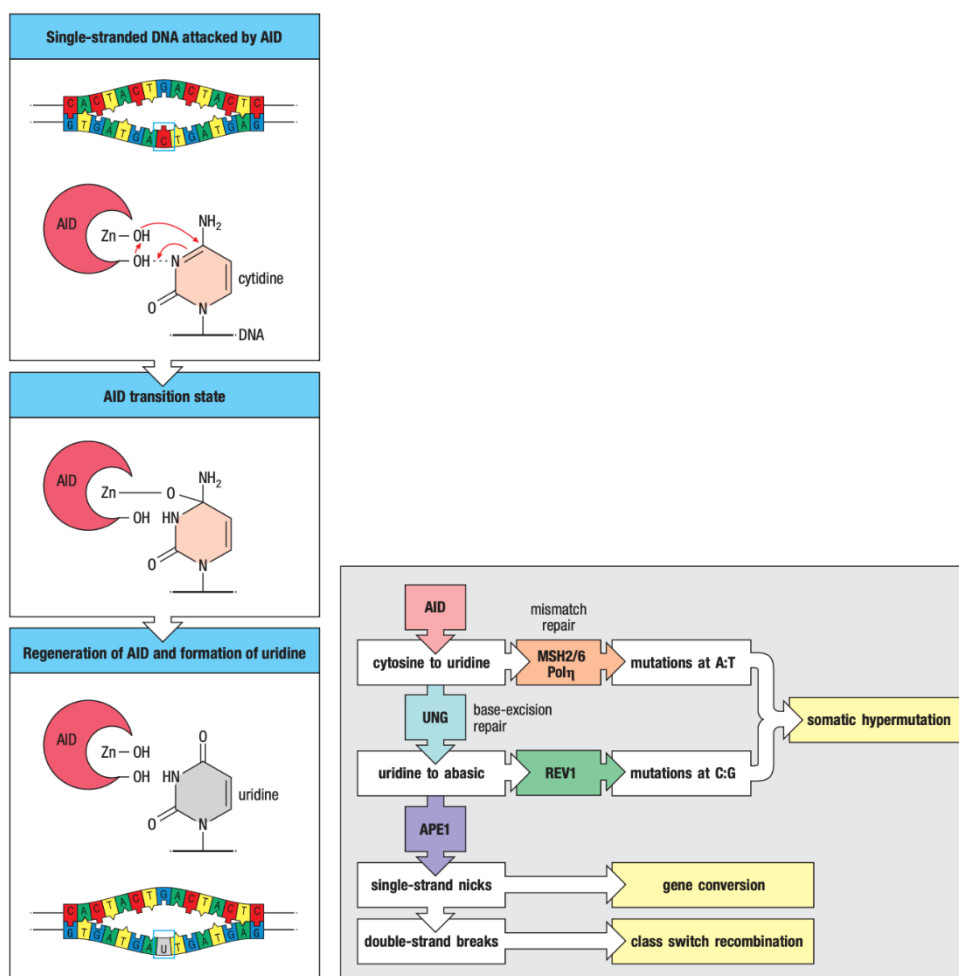 Single-stranded DNA attacked by AID
C A C T A C T G A C T A C T C
G T G A T G A C T G A T G A G
AID
Zn
OH
NH2
OH
N
cytidine
O
N
DNA
AID transition state
AID
Zn
O
NH2
OH
HN
O
N
Regeneration of AID and formation of uridine
O
AID
Zn
OH
OH
HN
uridine
O
N
C A C T A C T G A C T A C T C
G T G A T G A U T G A T G A G
AID
mismatch
repair
cytosine to uridine
MSH2/6
Polη
mutations at A:T
UNG
base-excision
repair
somatic hypermutation
uridine to abasic
REV1
mutations at C:G
APE1
single-strand nicks
gene conversion
double-strand breaks
class switch recombination